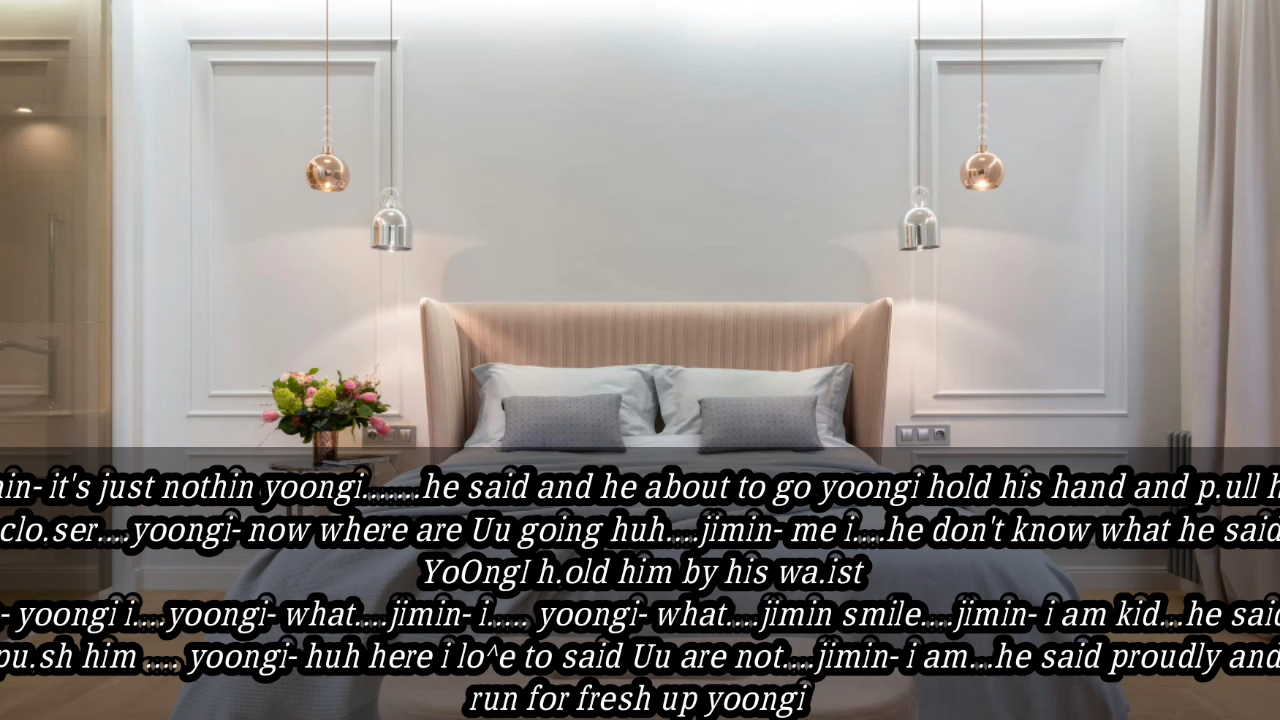 it's just nothin yoongi........he said and he about to go yoongi hold his hand and p.ull
clo.ser....yoongi- now where are Uu going huh....jimin- me i....he don't know what he said
YoOngI h.old him by his wa.ist
- yoongi i....yoongi- what....jimin- i..... yoongi- what....jimin smile....jimin- i am kid...he said
pu.sh him .... yoongi- huh here i lo^e to said Uu are not....jimin- i am...he said proudly and
run for fresh up yoongi